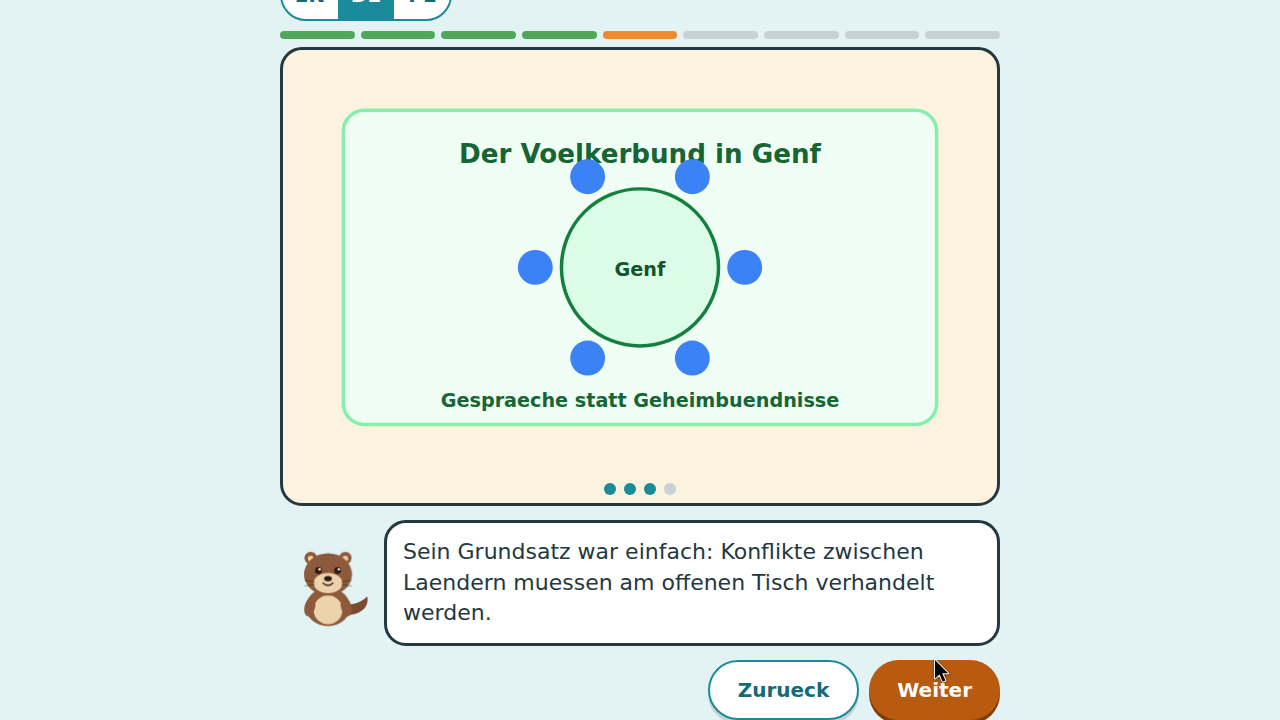 Der Voelkerbund in Genf
Genf
Gespraeche statt Geheimbuendnisse
Sein Grundsatz war einfach: Konflikte zwischen
Laendern muessen am offenen Tisch verhandelt
werden.
Zurueck
Weiter